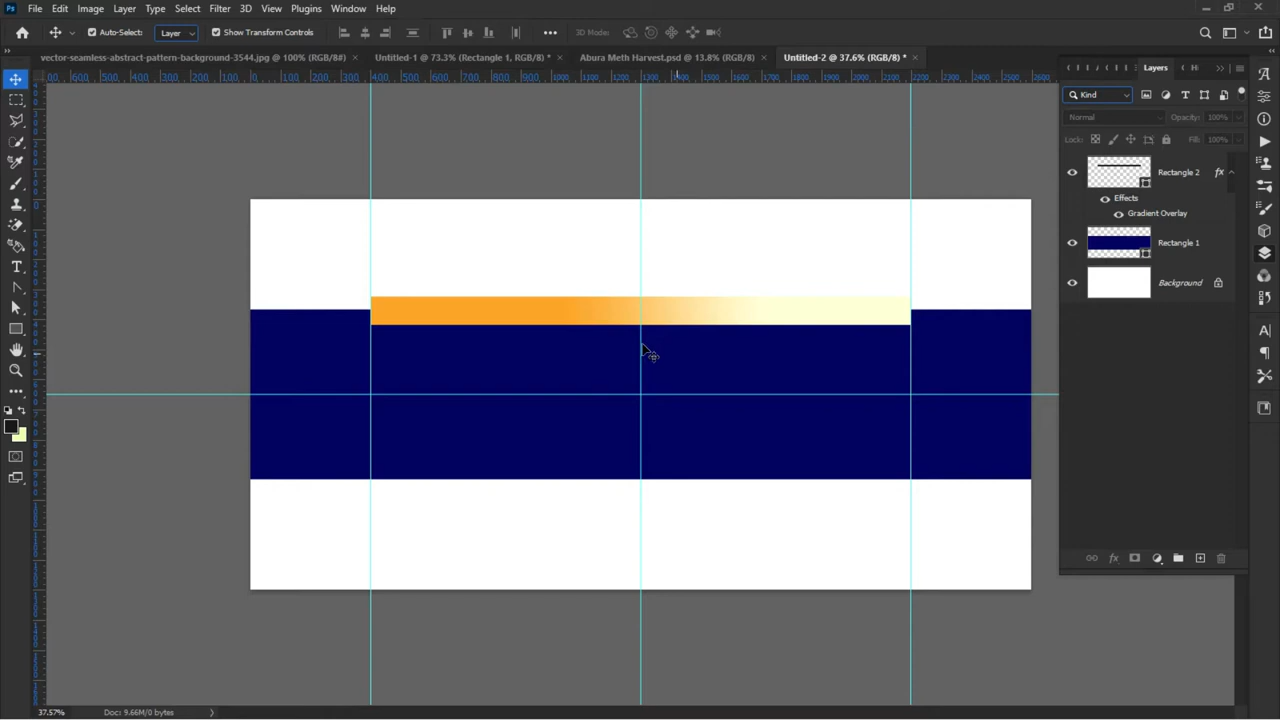 Ps File Edit Image Layer Type Select Filter 3D View Plugins Window Help
Auto-Select: Layer Show Transform Controls 3D Mode:
vector-seamless-abstract-pattern-background-3544.jpg @ 100% (RGB/8#) × Untitled-1 @ 73.3% (Rectangle 1, RGB/8) * × Abura Meth Harvest.psd @ 13.8% (RGB/8) × Untitled-2 @ 37.6% (RGB/8) * ×
Layers H:
Kind
Normal Opacity: 100%
Lock: Fill: 100%
Rectangle 2 fx
Effects
Gradient Overlay
Rectangle 1
Background
fx
37.57% Doc: 9.66M/0 bytes